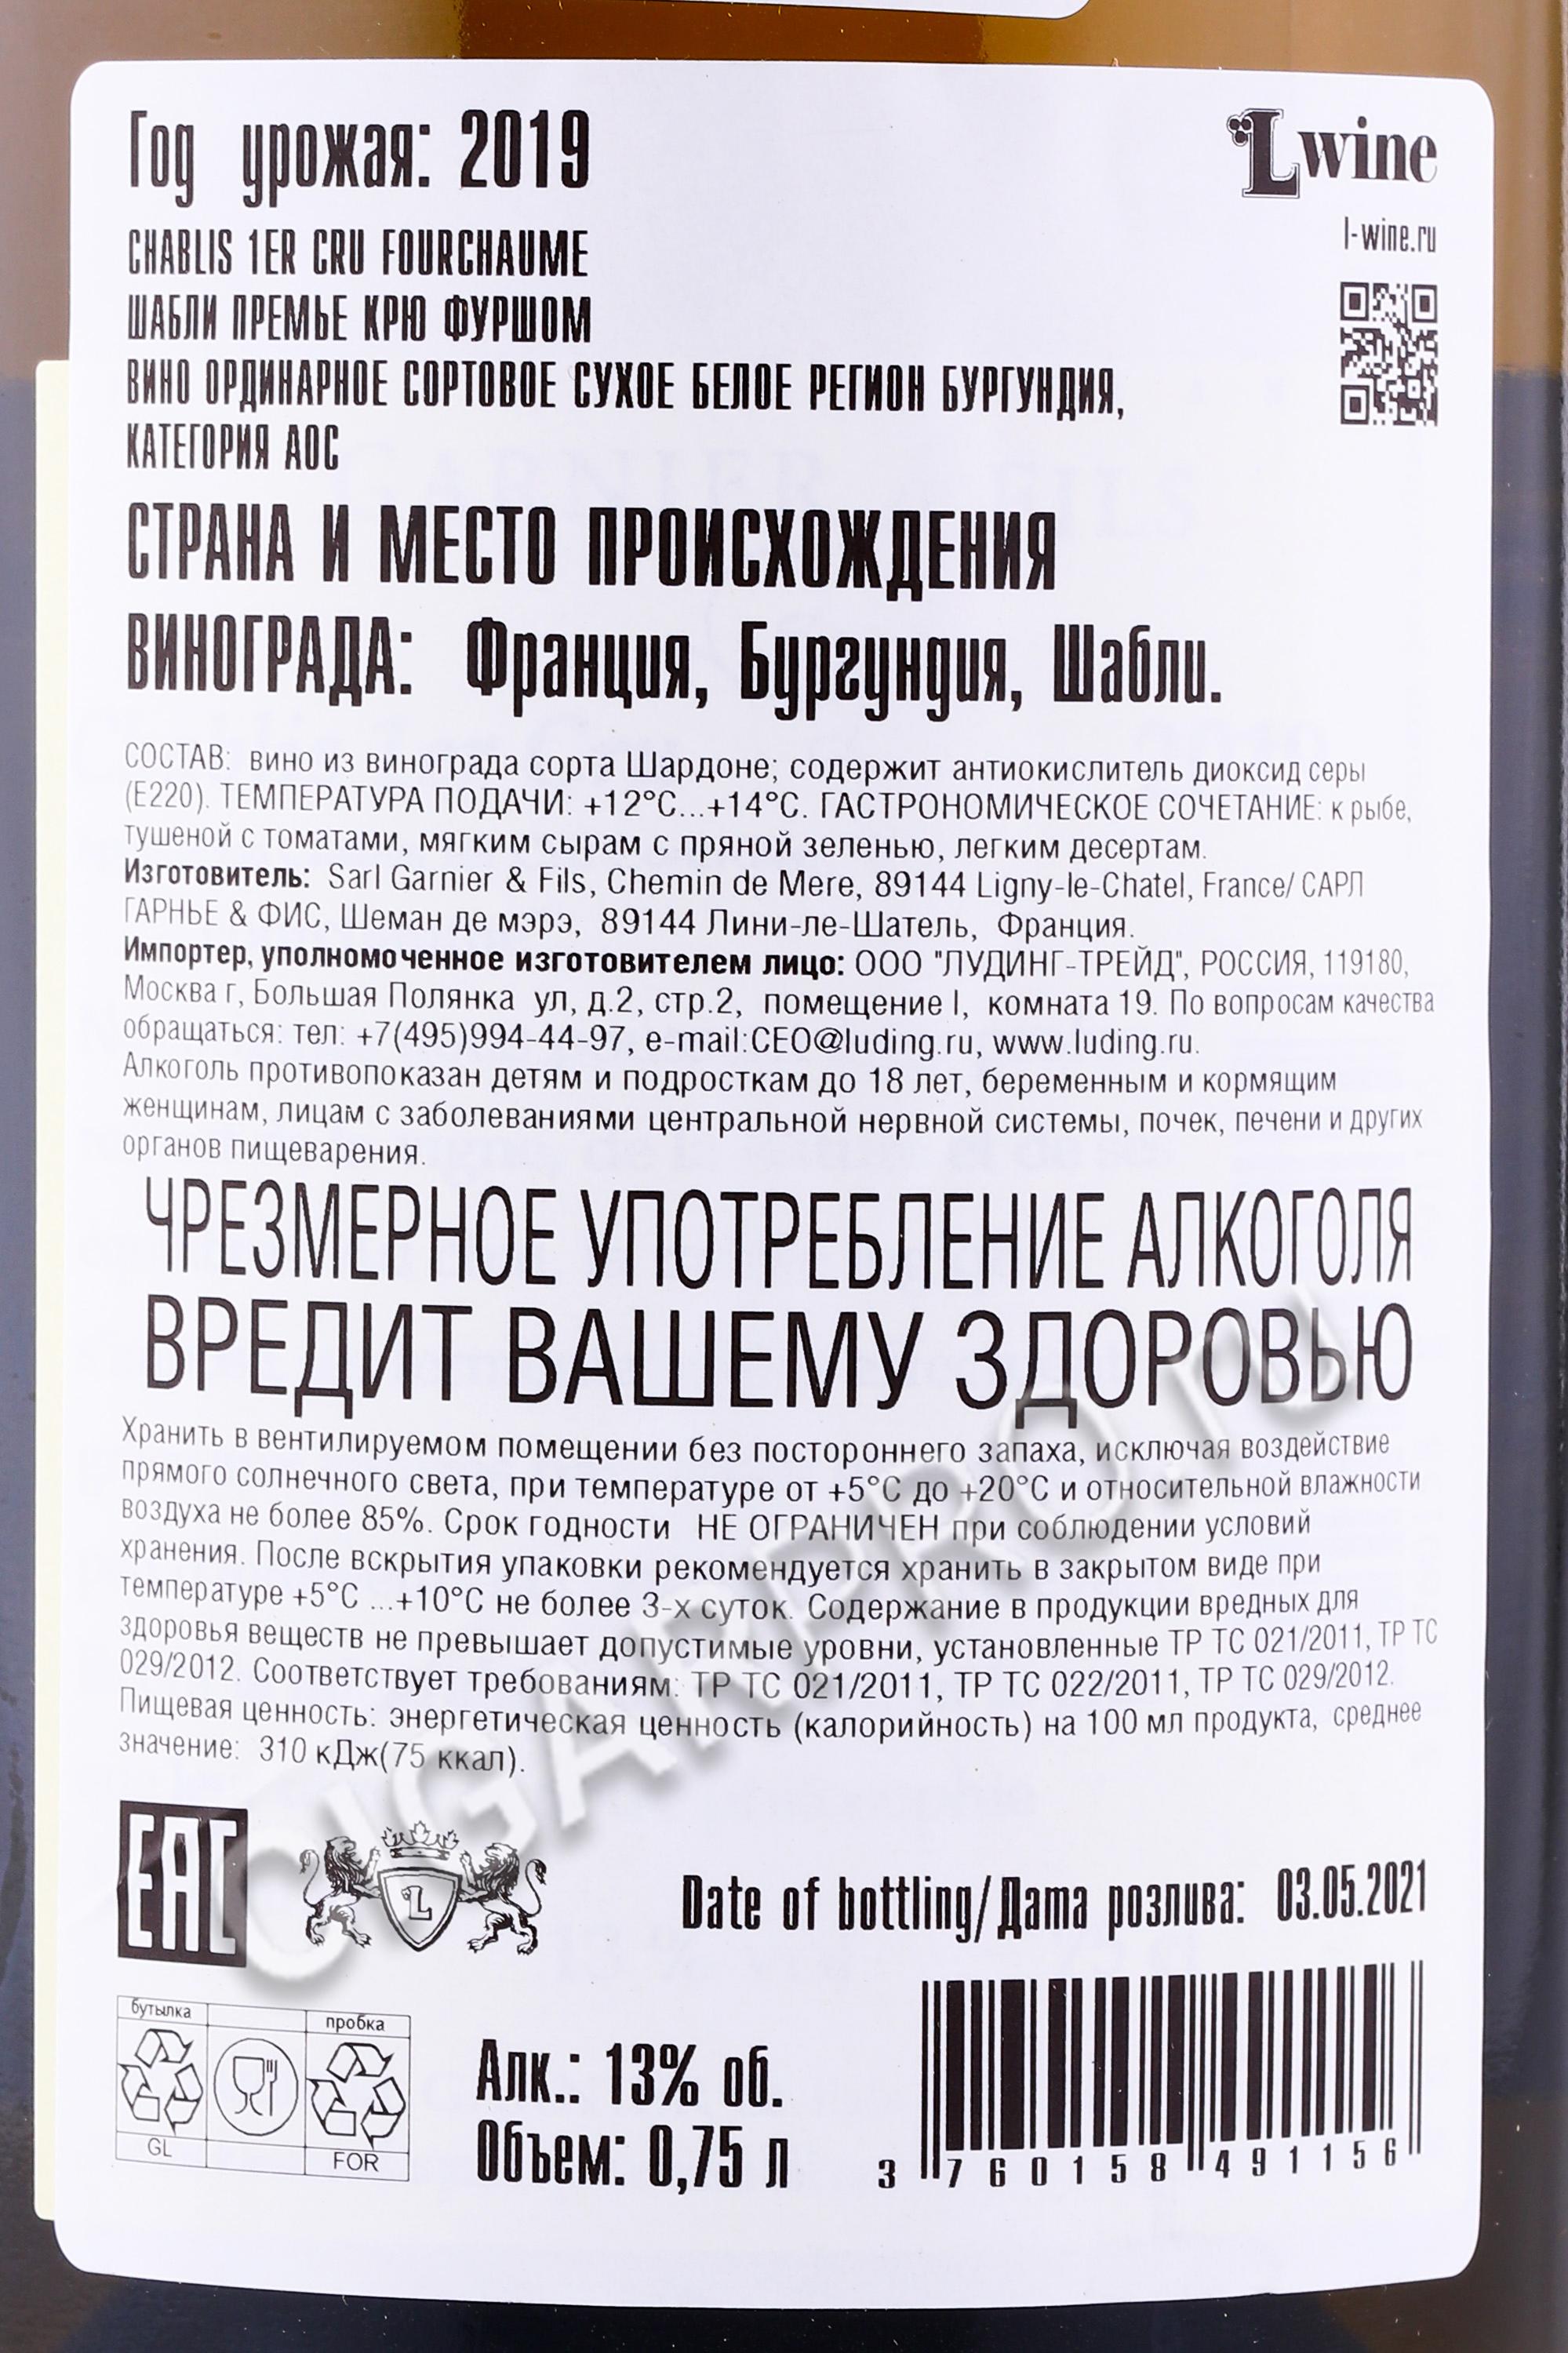 Год урожая: 2019
L wine
l-wine.ru
CHABLIS 1ER CRU FOURCHAUME
ШАБЛИ ПРЕМЬЕ КРЮ ФУРШОМ
ВИНО ОРДИНАРНОЕ СОРТОВОЕ СУХОЕ БЕЛОЕ РЕГИОН БУРГУНДИЯ,
КАТЕГОРИЯ АОС
СТРАНА И МЕСТО ПРОИСХОЖДЕНИЯ
ВИНОГРАДА: Франция, Бургундия, Шабли.
СОСТАВ: вино из винограда сорта Шардоне; содержит антиокислитель диоксид серы
(Е220). ТЕМПЕРАТУРА ПОДАЧИ: +12°С...+14°С. ГАСТРОНОМИЧЕСКОЕ СОЧЕТАНИЕ: к рыбе,
тушеной с томатами, мягким сырам с пряной зеленью, легким десертам.
Изготовитель: Sarl Garnier & Fils, Chemin de Mere, 89144 Ligny-le-Chatel, France/ САРЛ
ГАРНЬЕ & ФИС, Шеман де мэрэ, 89144 Лини-ле-Шатель, Франция.
Импортер, уполномоченное изготовителем лицо: ООО "ЛУДИНГ-ТРЕЙД", РОССИЯ, 119180,
Москва г, Большая Полянка ул, д.2, стр.2, помещение I, комната 19. По вопросам качества
обращаться: тел: +7(495)994-44-97, e-mail:CEO@luding.ru, www.luding.ru.
Алкоголь противопоказан детям и подросткам до 18 лет, беременным и кормящим
женщинам, лицам с заболеваниями центральной нервной системы, почек, печени и других
органов пищеварения.
ЧРЕЗМЕРНОЕ УПОТРЕБЛЕНИЕ АЛКОГОЛЯ
ВРЕДИТ ВАШЕМУ ЗДОРОВЬЮ
Хранить в вентилируемом помещении без постороннего запаха, исключая воздействие
прямого солнечного света, при температуре от +5°С до +20°С и относительной влажности
воздуха не более 85%. Срок годности НЕ ОГРАНИЧЕН при соблюдении условий
хранения. После вскрытия упаковки рекомендуется хранить в закрытом виде при
температуре +5°С ...+10°С не более 3-х суток. Содержание в продукции вредных для
здоровья веществ не превышает допустимые уровни, установленные ТР ТС 021/2011, ТР ТС
029/2012. Соответствует требованиям: ТР ТС 021/2011, ТР ТС 022/2011, ТР ТС 029/2012.
Пищевая ценность: энергетическая ценность (калорийность) на 100 мл продукта, среднее
значение: 310 кДж(75 ккал).
CIGARPRO.ru
EAC
L
Date of bottling/Дата розлива: 03.05.2021
бутылка
пробка
GL
FOR
Алк.: 13% об.
Объем: 0,75 л
3 760158 491156